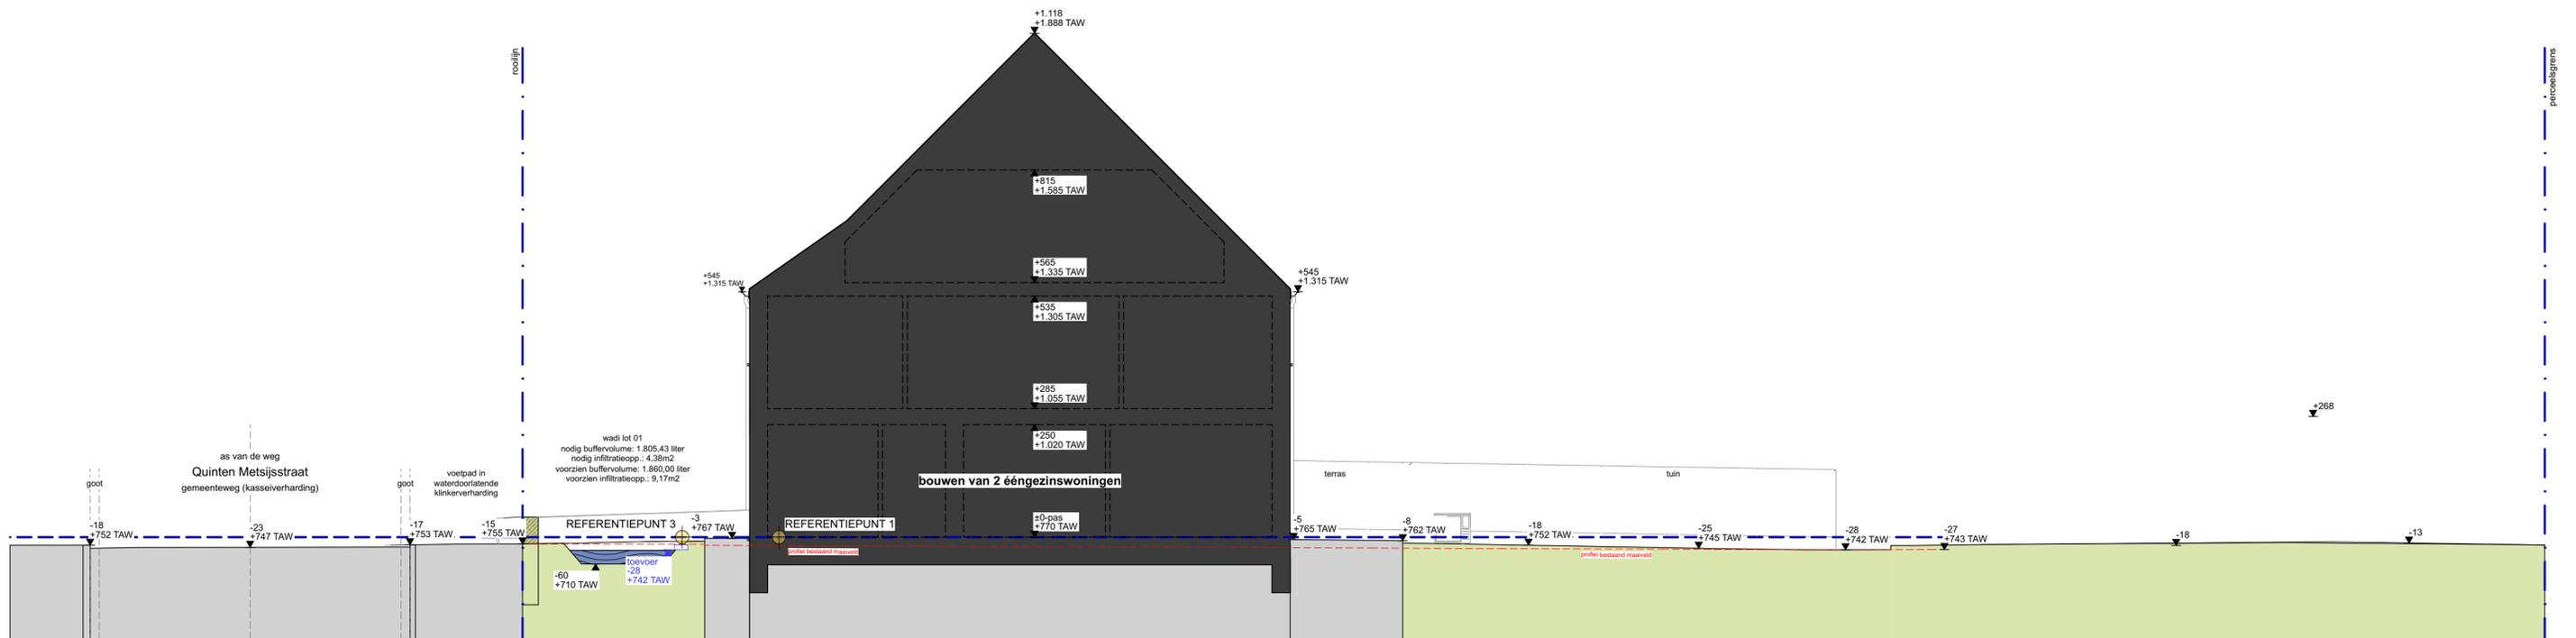 +1.118
+1.888 TAW
rooilijn
perceelsgrens
+815
+1.585 TAW
+565
+1.335 TAW
+545
+1.315 TAW
+545
+1.315 TAW
+535
+1.305 TAW
+285
+1.055 TAW
+268
+250
+1.020 TAW
wadi lot 01
nodig buffervolume: 1.805,43 liter
nodig infiltratieopp.: 4,38m2
voorzien buffervolume: 1.860,00 liter
voorzien infiltratieopp.: 9,17m2
as van de weg
Quinten Metsijsstraat
gemeenteweg (kasseiverharding)
goot
goot
voetpad in
waterdoorlatende
klinkerverharding
terras
tuin
bouwen van 2 ééngezinswoningen
-18
+752 TAW
-23
+747 TAW
-17
+753 TAW
-15
+755 TAW
REFERENTIEPUNT 3
-3
+767 TAW
REFERENTIEPUNT 1
±0-pas
+770 TAW
-5
+765 TAW
-8
+762 TAW
-18
+752 TAW
-25
+745 TAW
-28
+742 TAW
-27
+743 TAW
-18
-13
profiel bestaand maaiveld
profiel bestaand maaiveld
-60
+710 TAW
toevoer
-28
+742 TAW